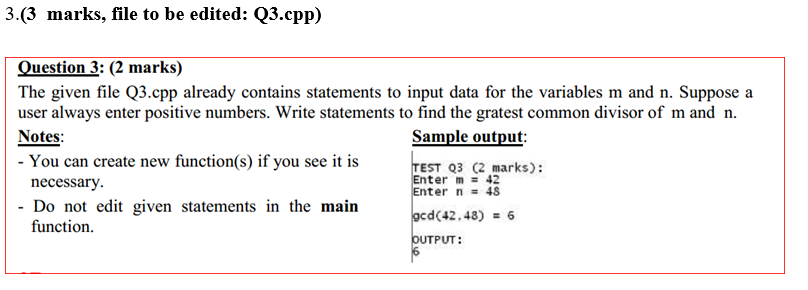 3.(3 marks, file to be edited: Q3.cpp)
Question 3: (2 marks)
The given file Q3.cpp already contains statements to input data for the variables m and n. Suppose a
user always enter positive numbers. Write statements to find the gratest common divisor of m and n.
Notes:
- You can create new function(s) if you see it is
necessary.
- Do not edit given statements in the main
function.
Sample output:
TEST Q3 (2 marks):
Enter m = 42
Enter n = 48
gcd(42,48) = 6
OUTPUT:
6